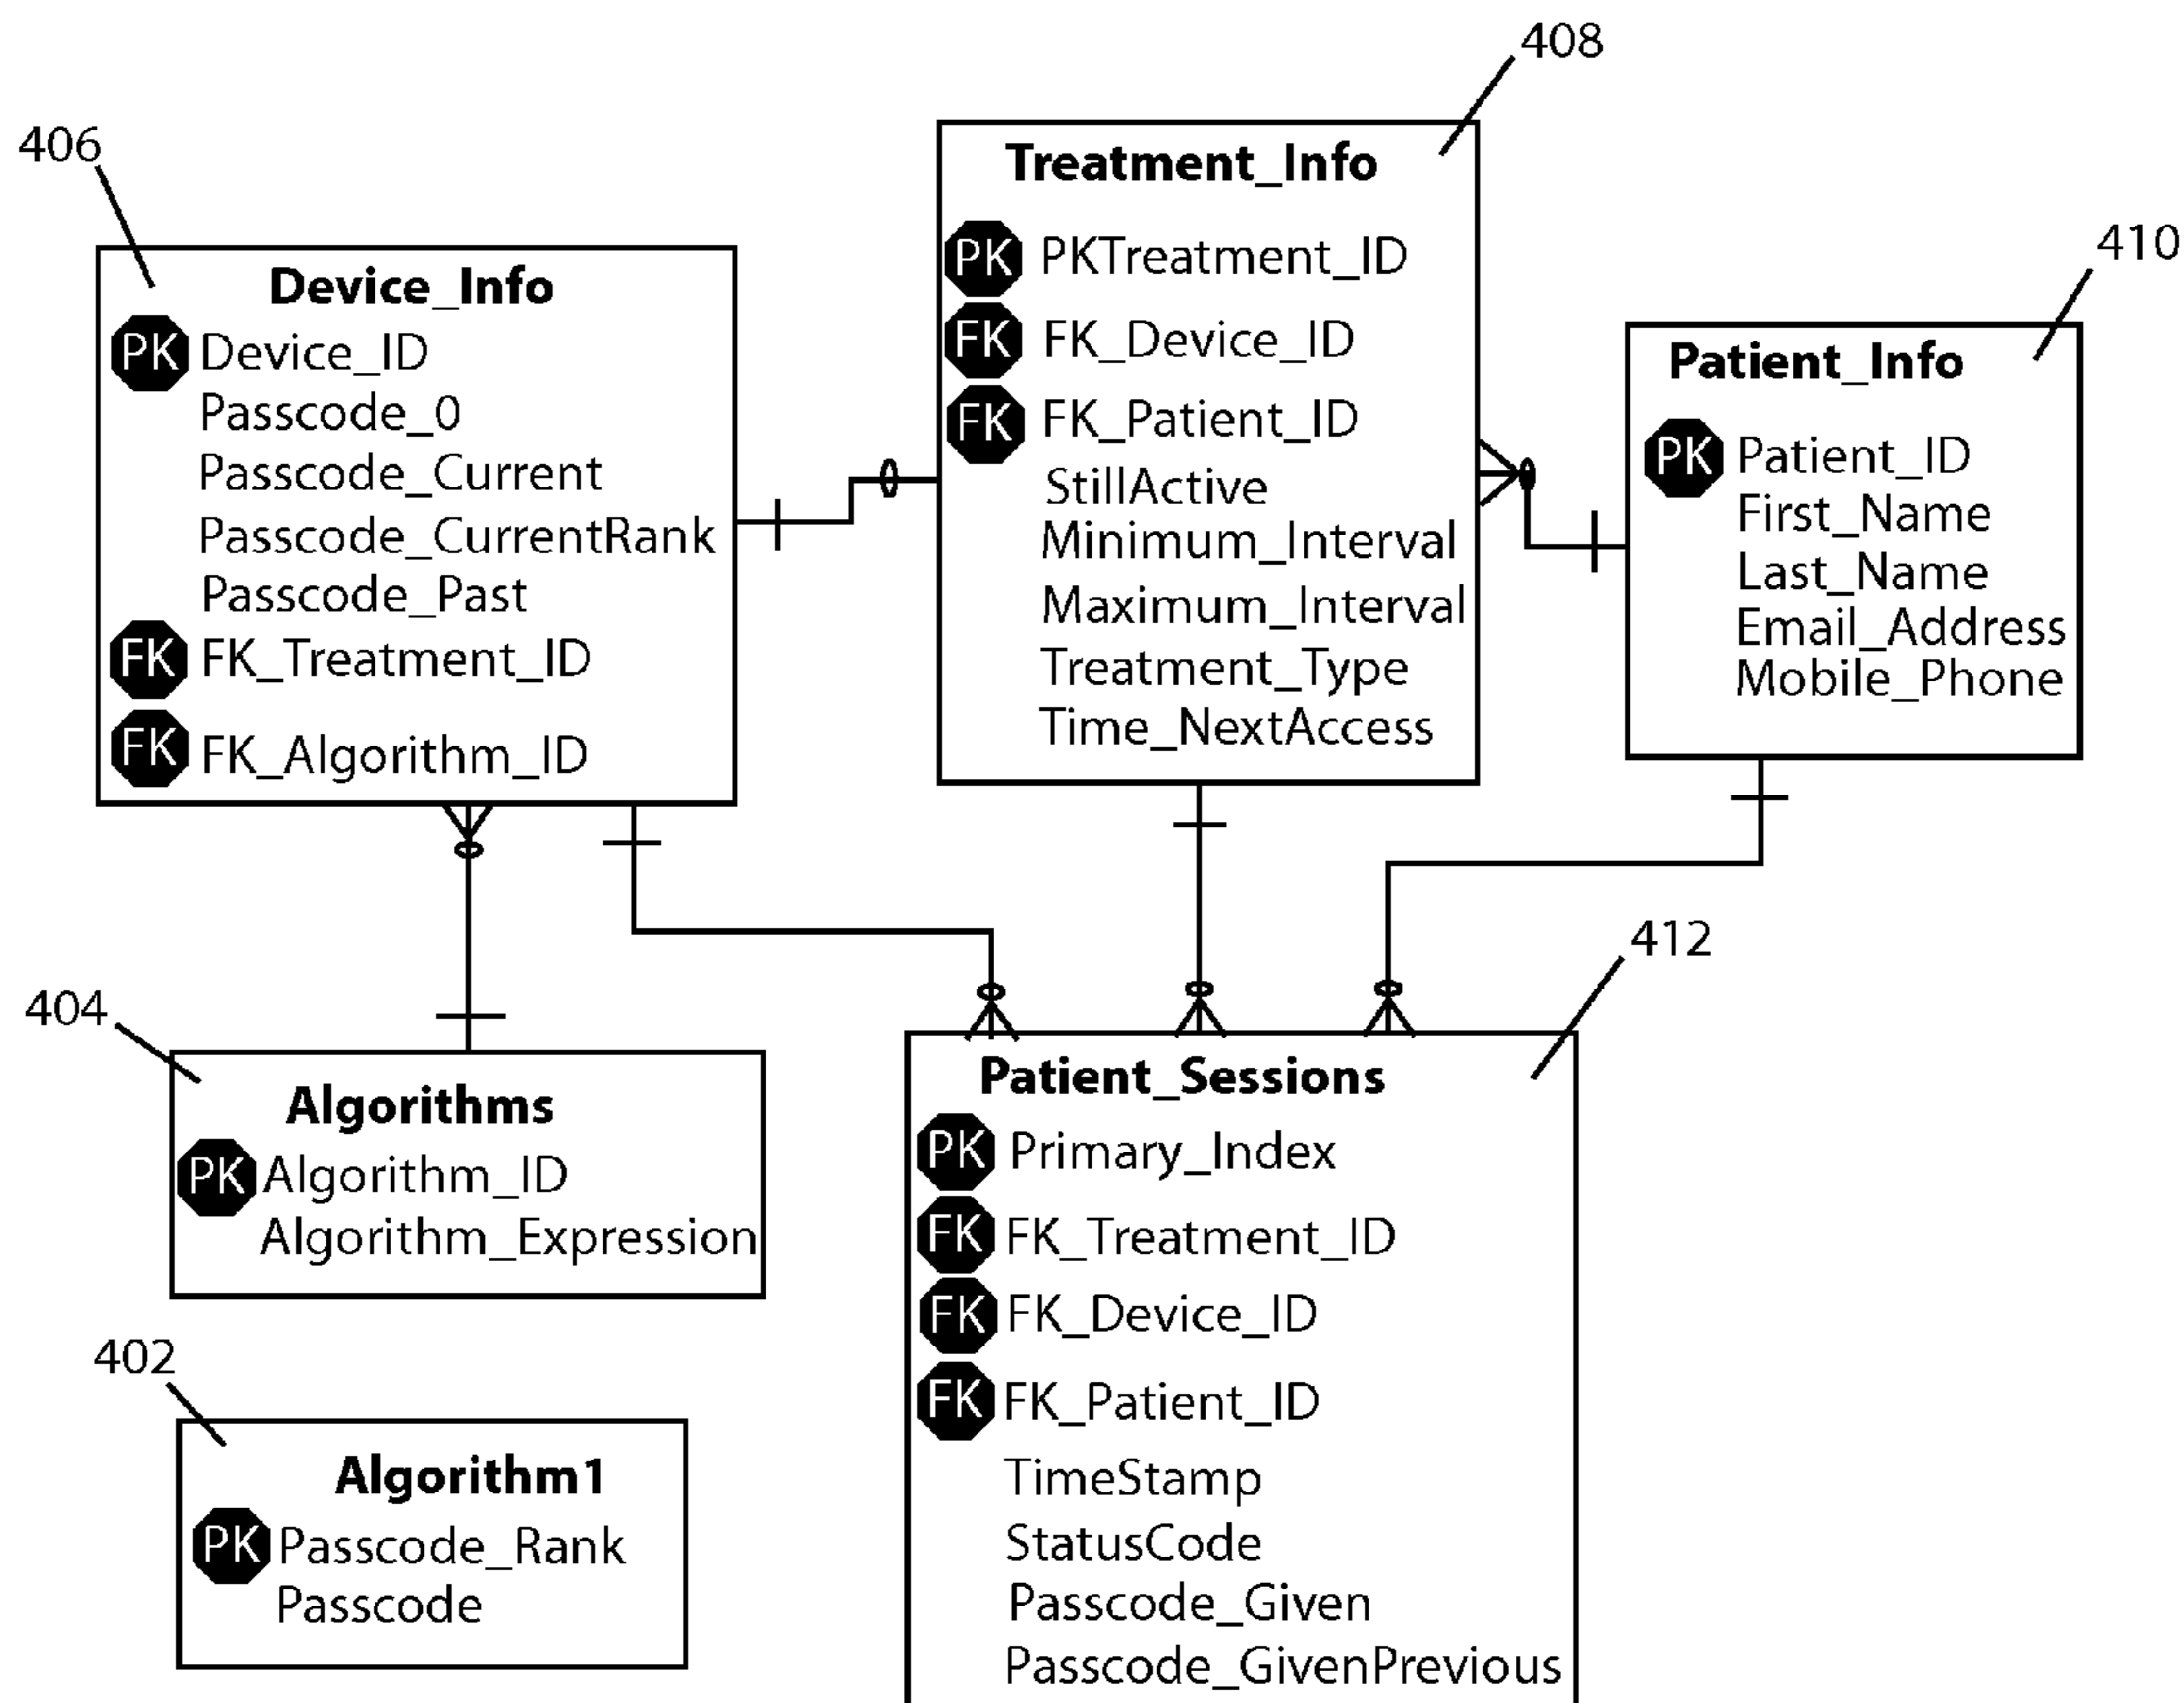 408
406
Treatment_Info
PK PKTreatment_ID
FK FK_Device_ID
FK FK_Patient_ID
StillActive
Minimum_Interval
Maximum_Interval
Treatment_Type
Time_NextAccess
410
Device_Info
PK Device_ID
Passcode_0
Passcode_Current
Passcode_CurrentRank
Passcode_Past
FK FK_Treatment_ID
FK FK_Algorithm_ID
Patient_Info
PK Patient_ID
First_Name
Last_Name
Email_Address
Mobile_Phone
412
404
Algorithms
PK Algorithm_ID
Algorithm_Expression
Patient_Sessions
PK Primary_Index
FK FK_Treatment_ID
FK FK_Device_ID
FK FK_Patient_ID
TimeStamp
StatusCode
Passcode_Given
Passcode_GivenPrevious
402
Algorithm1
PK Passcode_Rank
Passcode